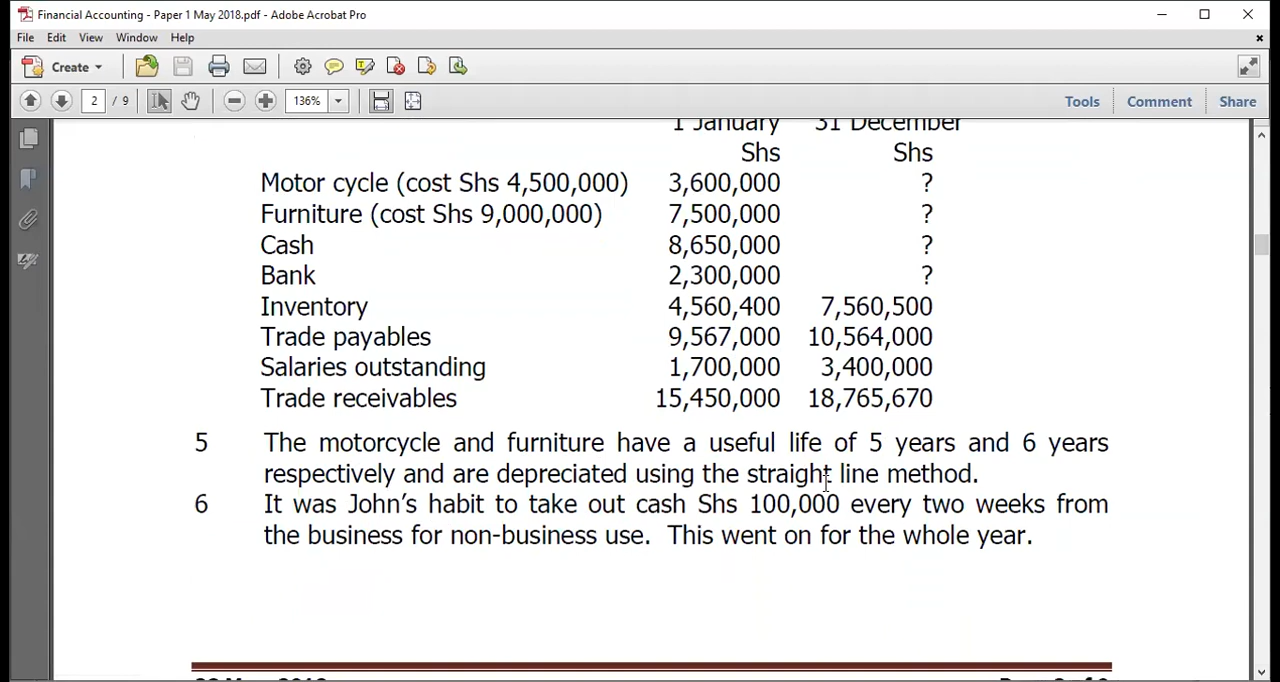 Financial Accounting - Paper 1 May 2018.pdf - Adobe Acrobat Pro
File Edit View Window Help
Create
2 / 9 136% Tools Comment Share
1 January 31 December
Shs Shs
Motor cycle (cost Shs 4,500,000) 3,600,000 ?
Furniture (cost Shs 9,000,000) 7,500,000 ?
Cash 8,650,000 ?
Bank 2,300,000 ?
Inventory 4,560,400 7,560,500
Trade payables 9,567,000 10,564,000
Salaries outstanding 1,700,000 3,400,000
Trade receivables 15,450,000 18,765,670
5 The motorcycle and furniture have a useful life of 5 years and 6 years
respectively and are depreciated using the straight line method.
6 It was John's habit to take out cash Shs 100,000 every two weeks from
the business for non-business use. This went on for the whole year.